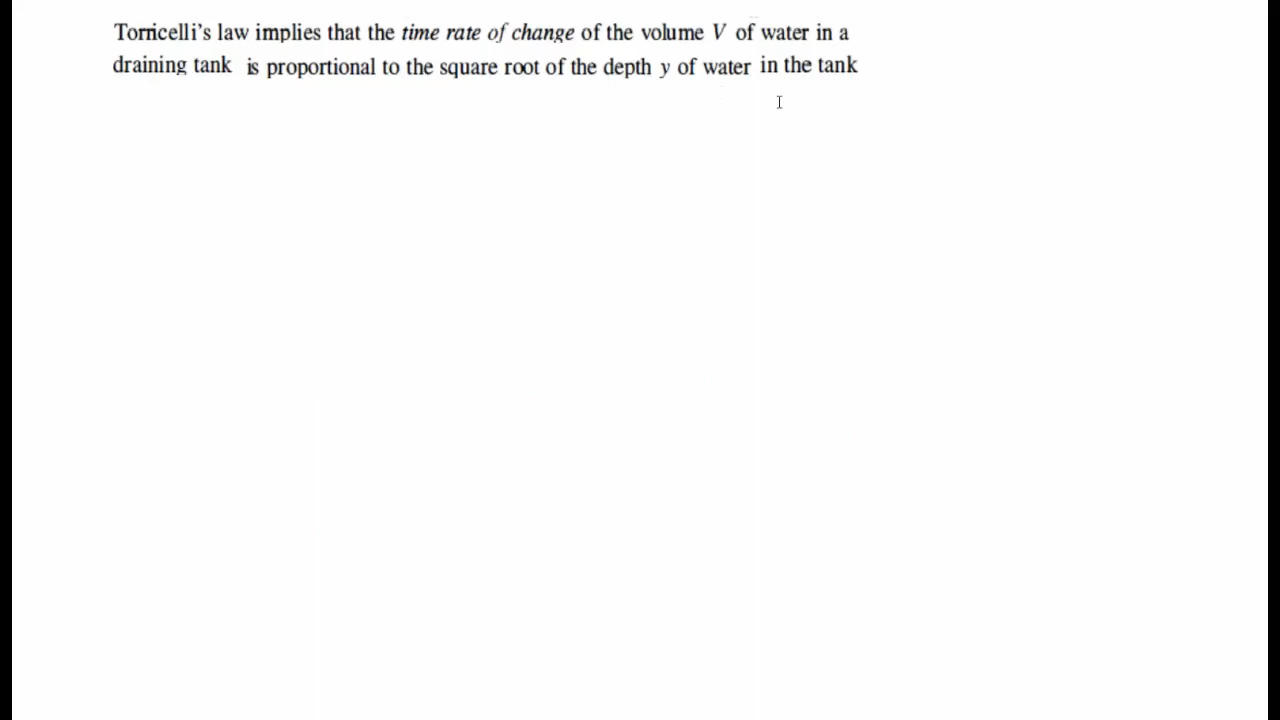 Torricelli's law implies that the time rate of change of the volume V of water in a
draining tank is proportional to the square root of the depth y of water in the tank